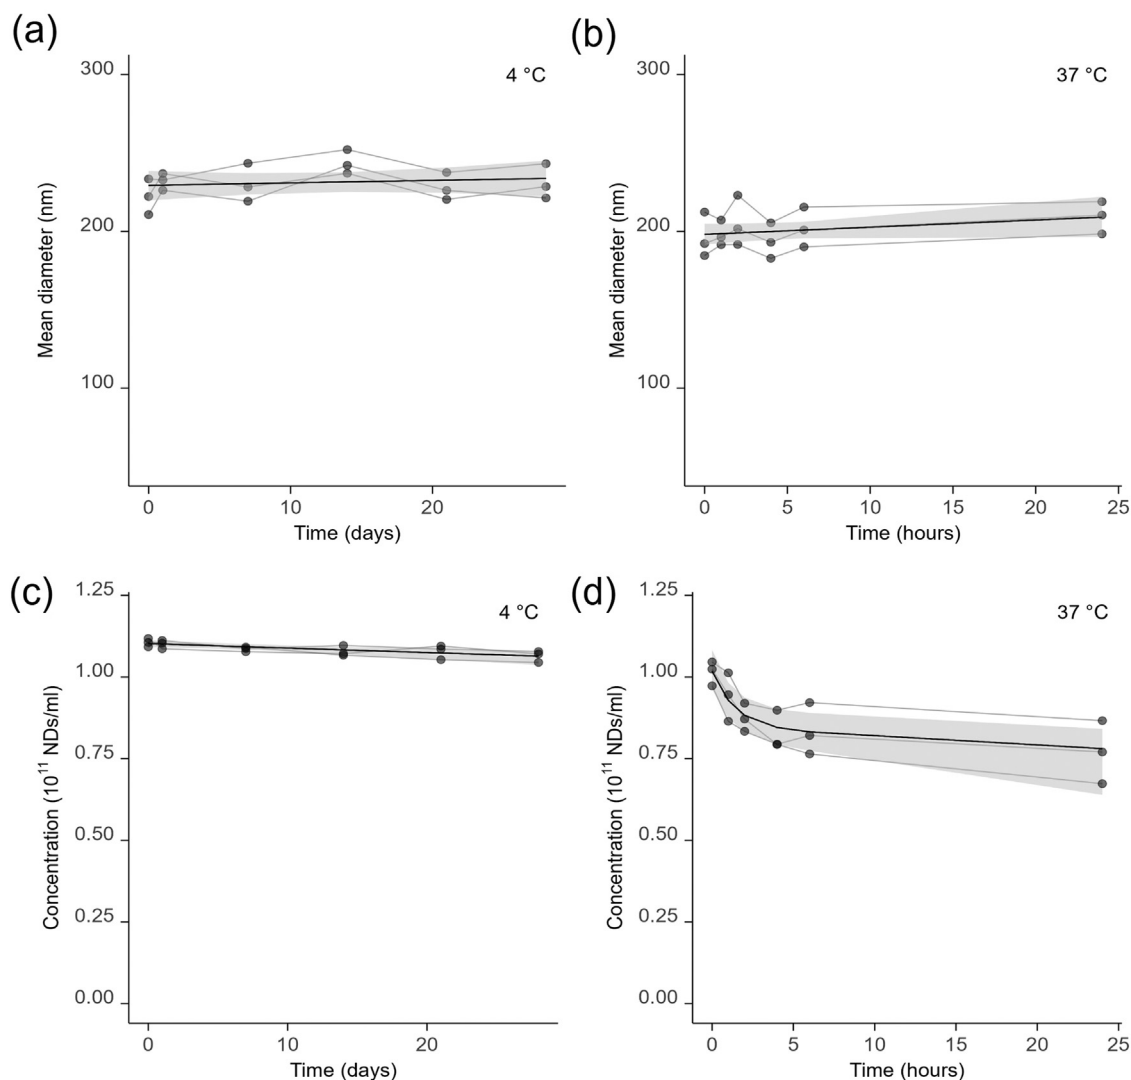 (a)
4 °C
300
200
100
Mean diameter (nm)
0 10 20
Time (days)
(b)
37 °C
300
200
100
Mean diameter (nm)
0 5 10 15 20 25
Time (hours)
(c)
4 °C
1.25
1.00
0.75
0.50
0.25
0.00
Concentration (10¹¹ NDs/ml)
0 10 20
Time (days)
(d)
37 °C
1.25
1.00
0.75
0.50
0.25
0.00
Concentration (10¹¹ NDs/ml)
0 5 10 15 20 25
Time (hours)